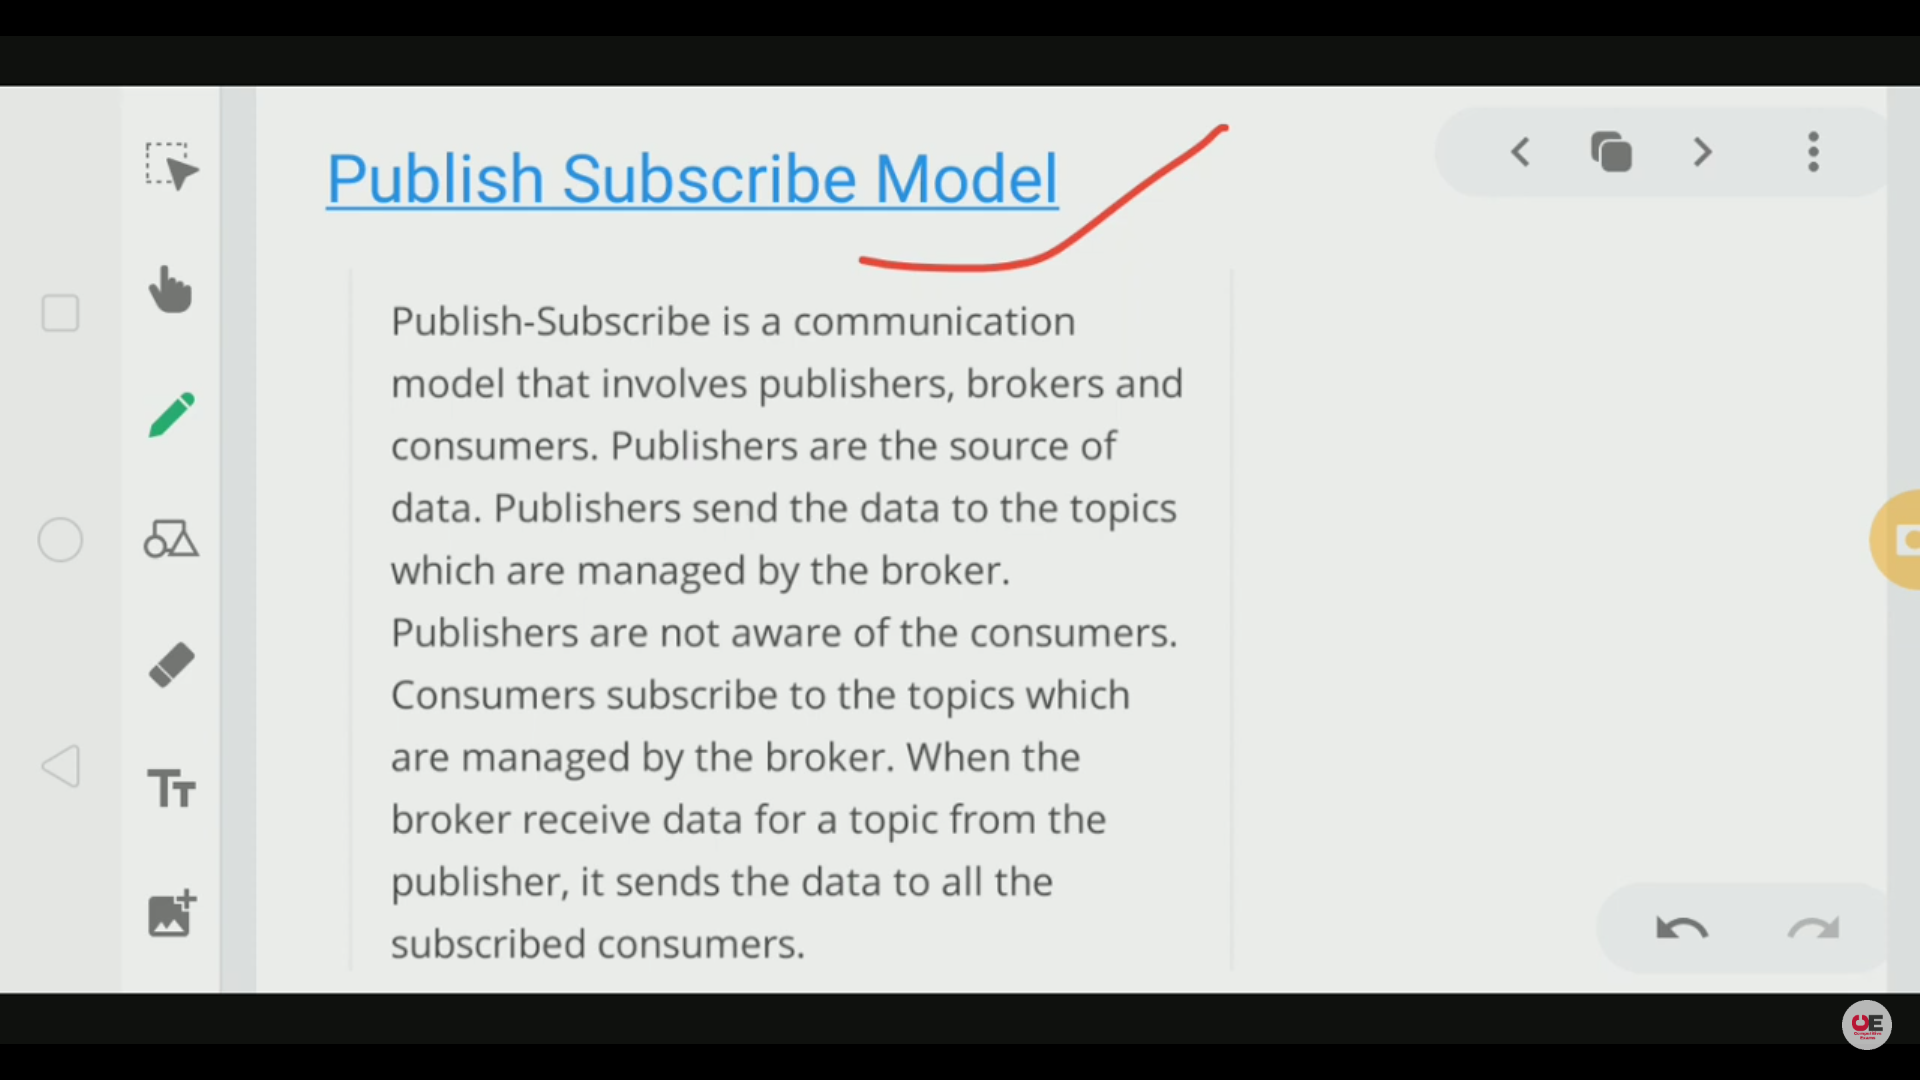 Publish Subscribe Model
Publish-Subscribe is a communication
model that involves publishers, brokers and
consumers. Publishers are the source of
data. Publishers send the data to the topics
which are managed by the broker.
Publishers are not aware of the consumers.
Consumers subscribe to the topics which
are managed by the broker. When the
broker receive data for a topic from the
publisher, it sends the data to all the
subscribed consumers.
Tт
CE